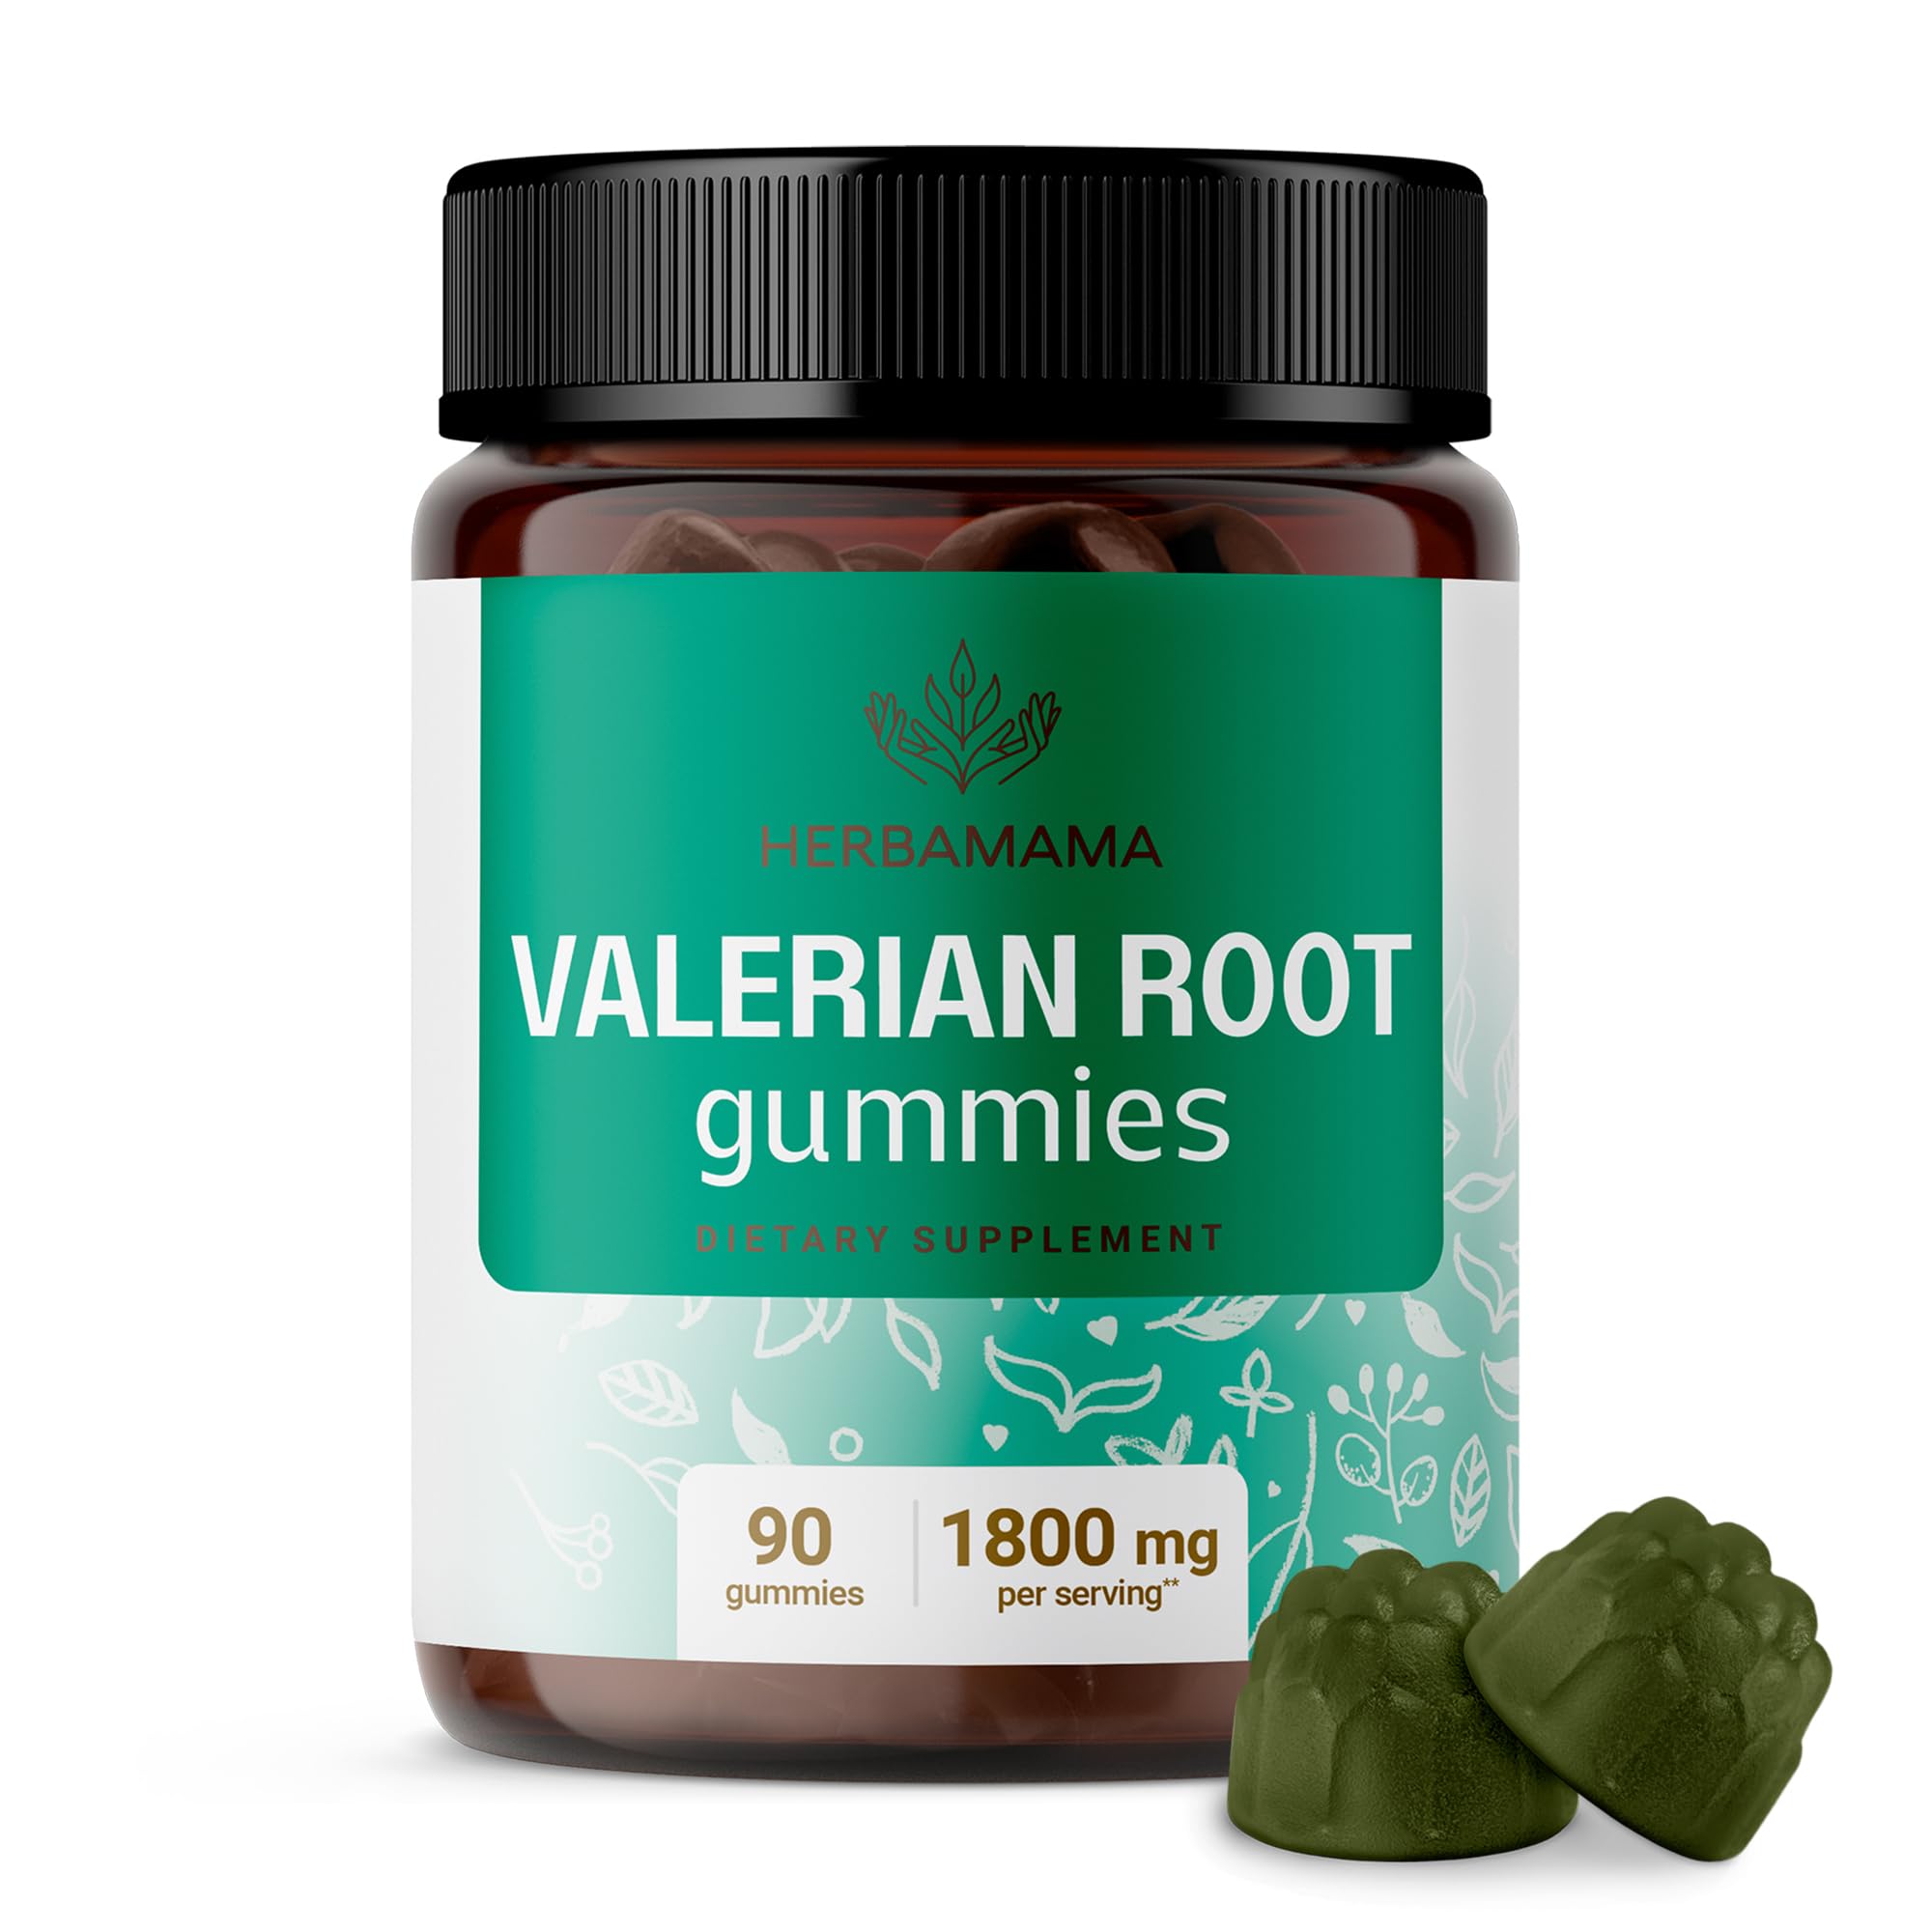 HERBAMAMA
VALERIAN ROOT
gummies
DIETARY SUPPLEMENT
90
gummies
1800 mg
per serving**